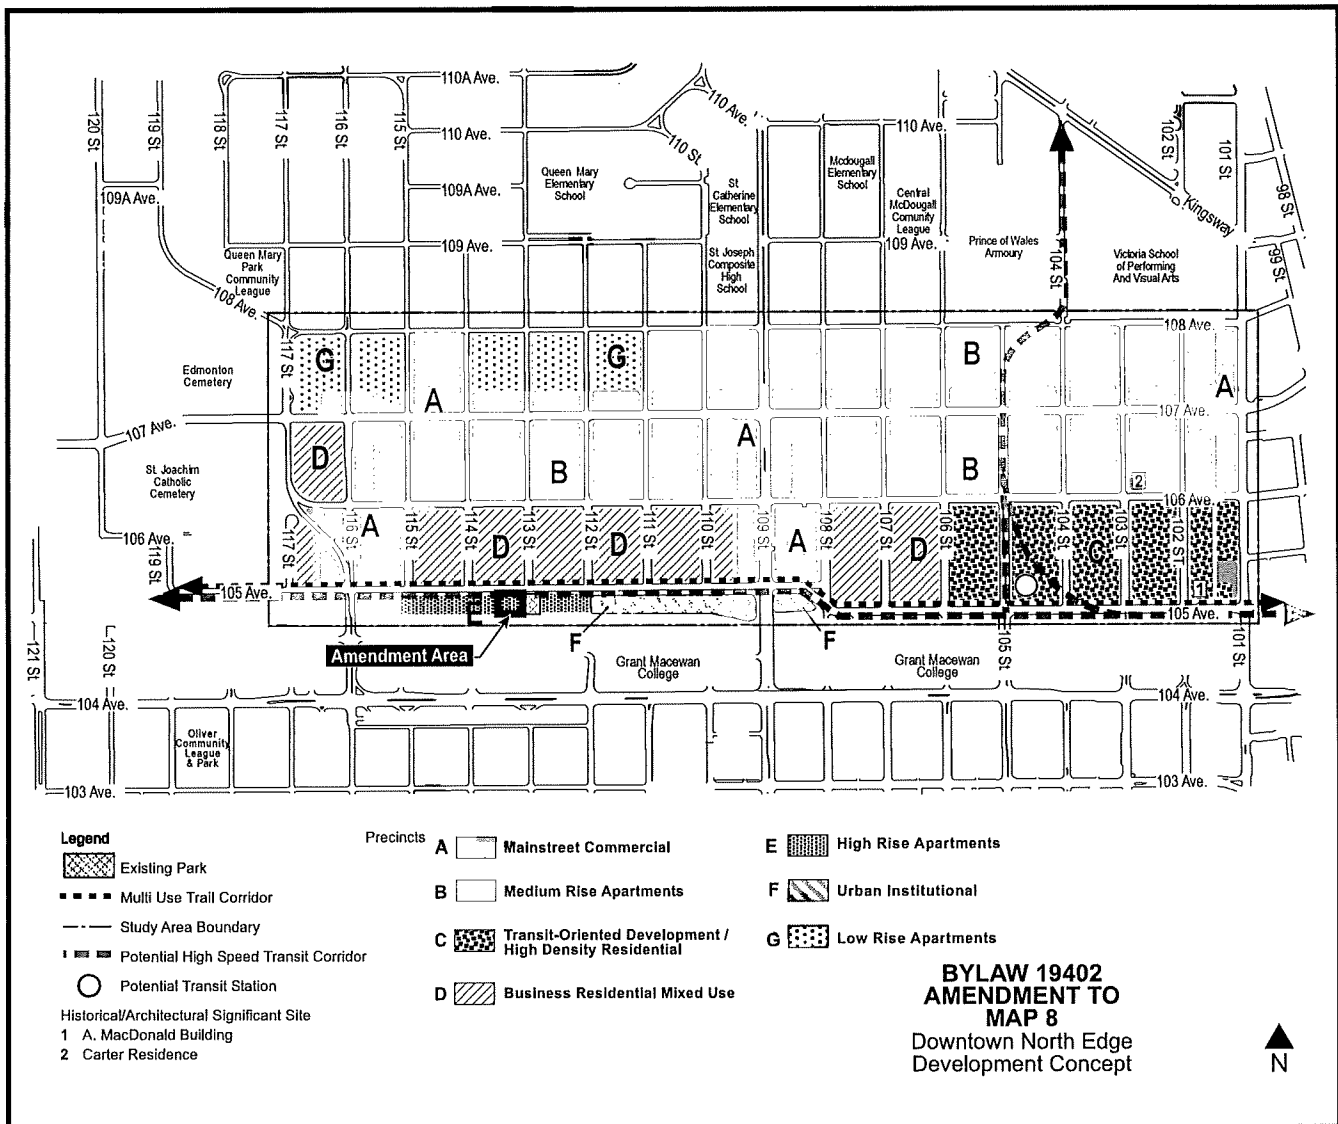 110A Ave.
120 St
119 St
118 St
117 St
116 St
115 St
110 Ave.
110 Ave.
110 Ave.
110 St
102 St
101 St.
98 St
99 St
Kingsway
109A Ave.
109A Ave.
Queen Mary
Elementary
School
St
Catherine
Elementary
School
Mcdougall
Elementary
School
Central
McDougall
Comunity
League
109 Ave.
109 Ave.
Queen Mary
Park
Community
League
St Joseph
Composite
High
School
Prince of Wales
Armoury
104 St
Victoria School
of Performing
And Visual Arts
108 Ave.
108 Ave.
117 St
G
G
B
A
Edmonton
Cemetery
A
107 Ave.
107 Ave.
A
D
B
B
St. Joachim
Catholic
Cemetery
2
106 Ave.
106 Ave.
119 St
117 St
116 St
A
115 St
114 St
D
113 St
112 St
D
111 St
110 St
109 St
A
108 St
107 St
D
106 St
104 St
C
103 St
102 ST
1
105 Ave.
105 Ave.
E
F
F
Amendment Area
121 St
120 St
Grant Macewan
College
Grant Macewan
College
105 St
101 St
104 Ave.
104 Ave.
Oliver
Community
League
& Park
103 Ave.
103 Ave.
Legend
Existing Park
Multi Use Trail Corridor
Study Area Boundary
Potential High Speed Transit Corridor
Potential Transit Station
Historical/Architectural Significant Site
1 A. MacDonald Building
2 Carter Residence
Precincts
A Mainstreet Commercial
B Medium Rise Apartments
C Transit-Oriented Development /
High Density Residential
D Business Residential Mixed Use
E High Rise Apartments
F Urban Institutional
G Low Rise Apartments
BYLAW 19402
AMENDMENT TO
MAP 8
Downtown North Edge
Development Concept
N